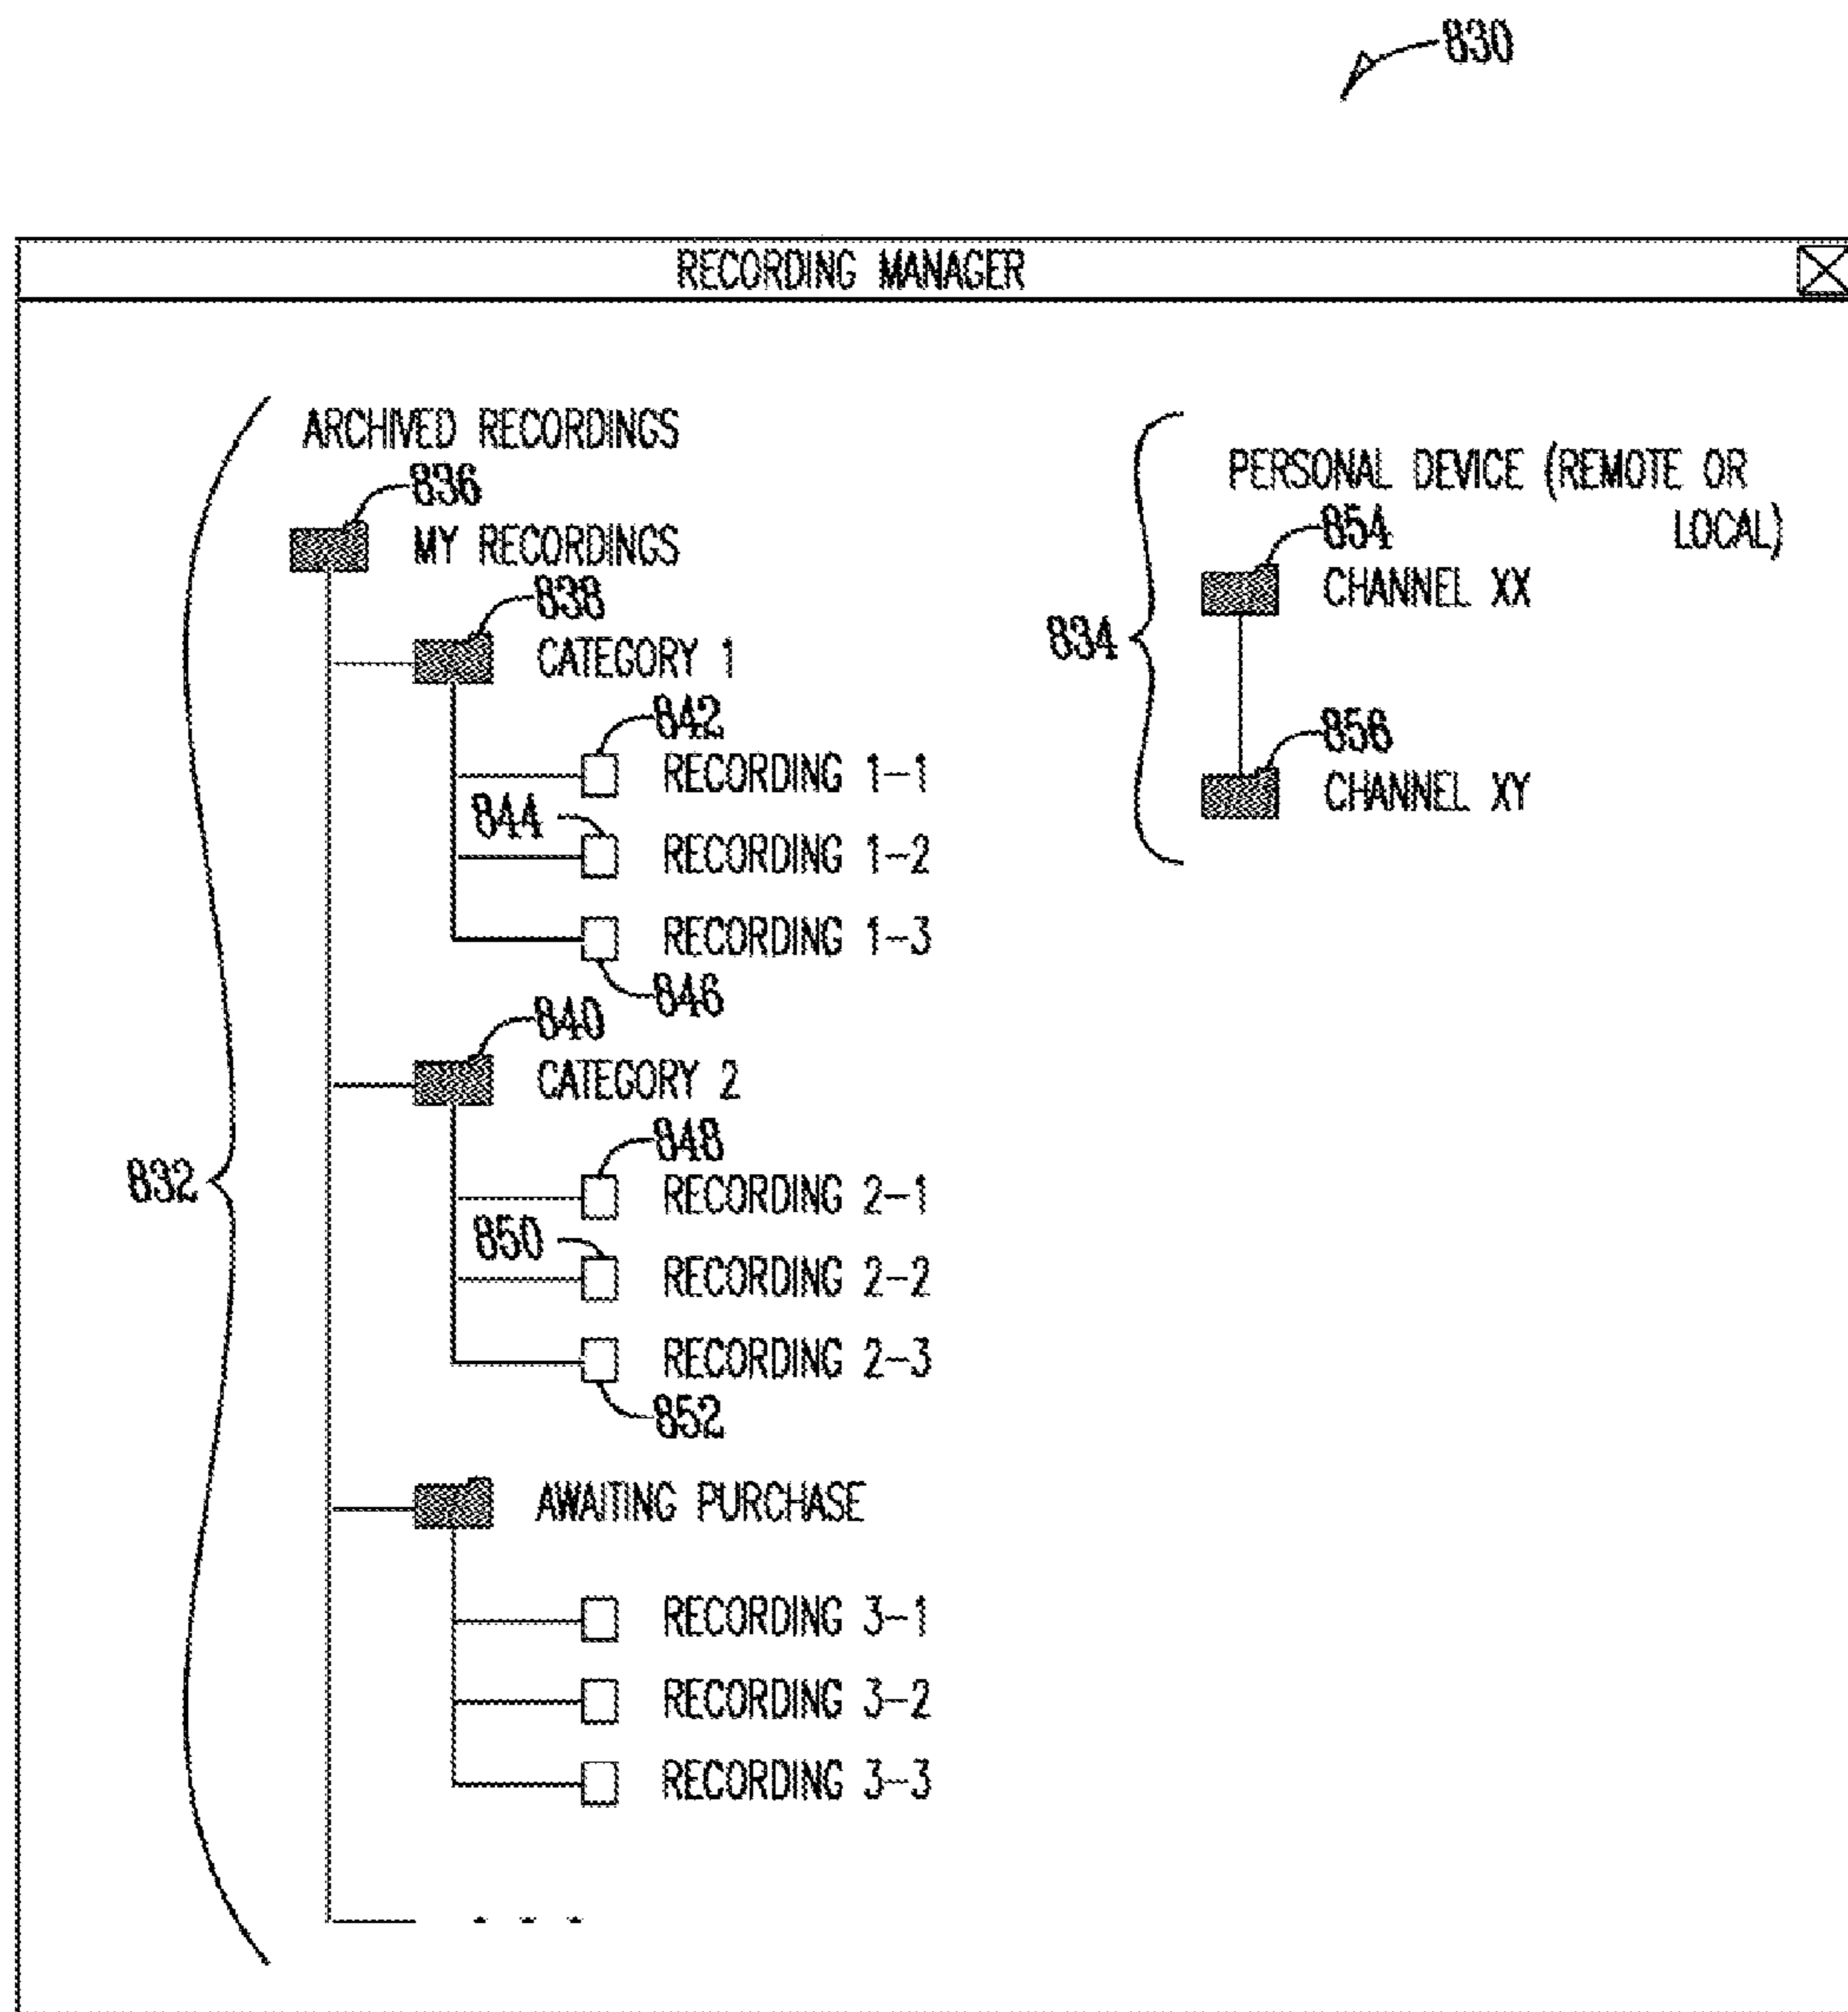 830
RECORDING MANAGER
ARCHIVED RECORDINGS
836
MY RECORDINGS
838
CATEGORY 1
842
RECORDING 1-1
844
RECORDING 1-2
RECORDING 1-3
846
840
CATEGORY 2
848
RECORDING 2-1
850
RECORDING 2-2
RECORDING 2-3
852
AWAITING PURCHASE
RECORDING 3-1
RECORDING 3-2
RECORDING 3-3
. . .
832
PERSONAL DEVICE (REMOTE OR
LOCAL)
854
CHANNEL XX
834
856
CHANNEL XY